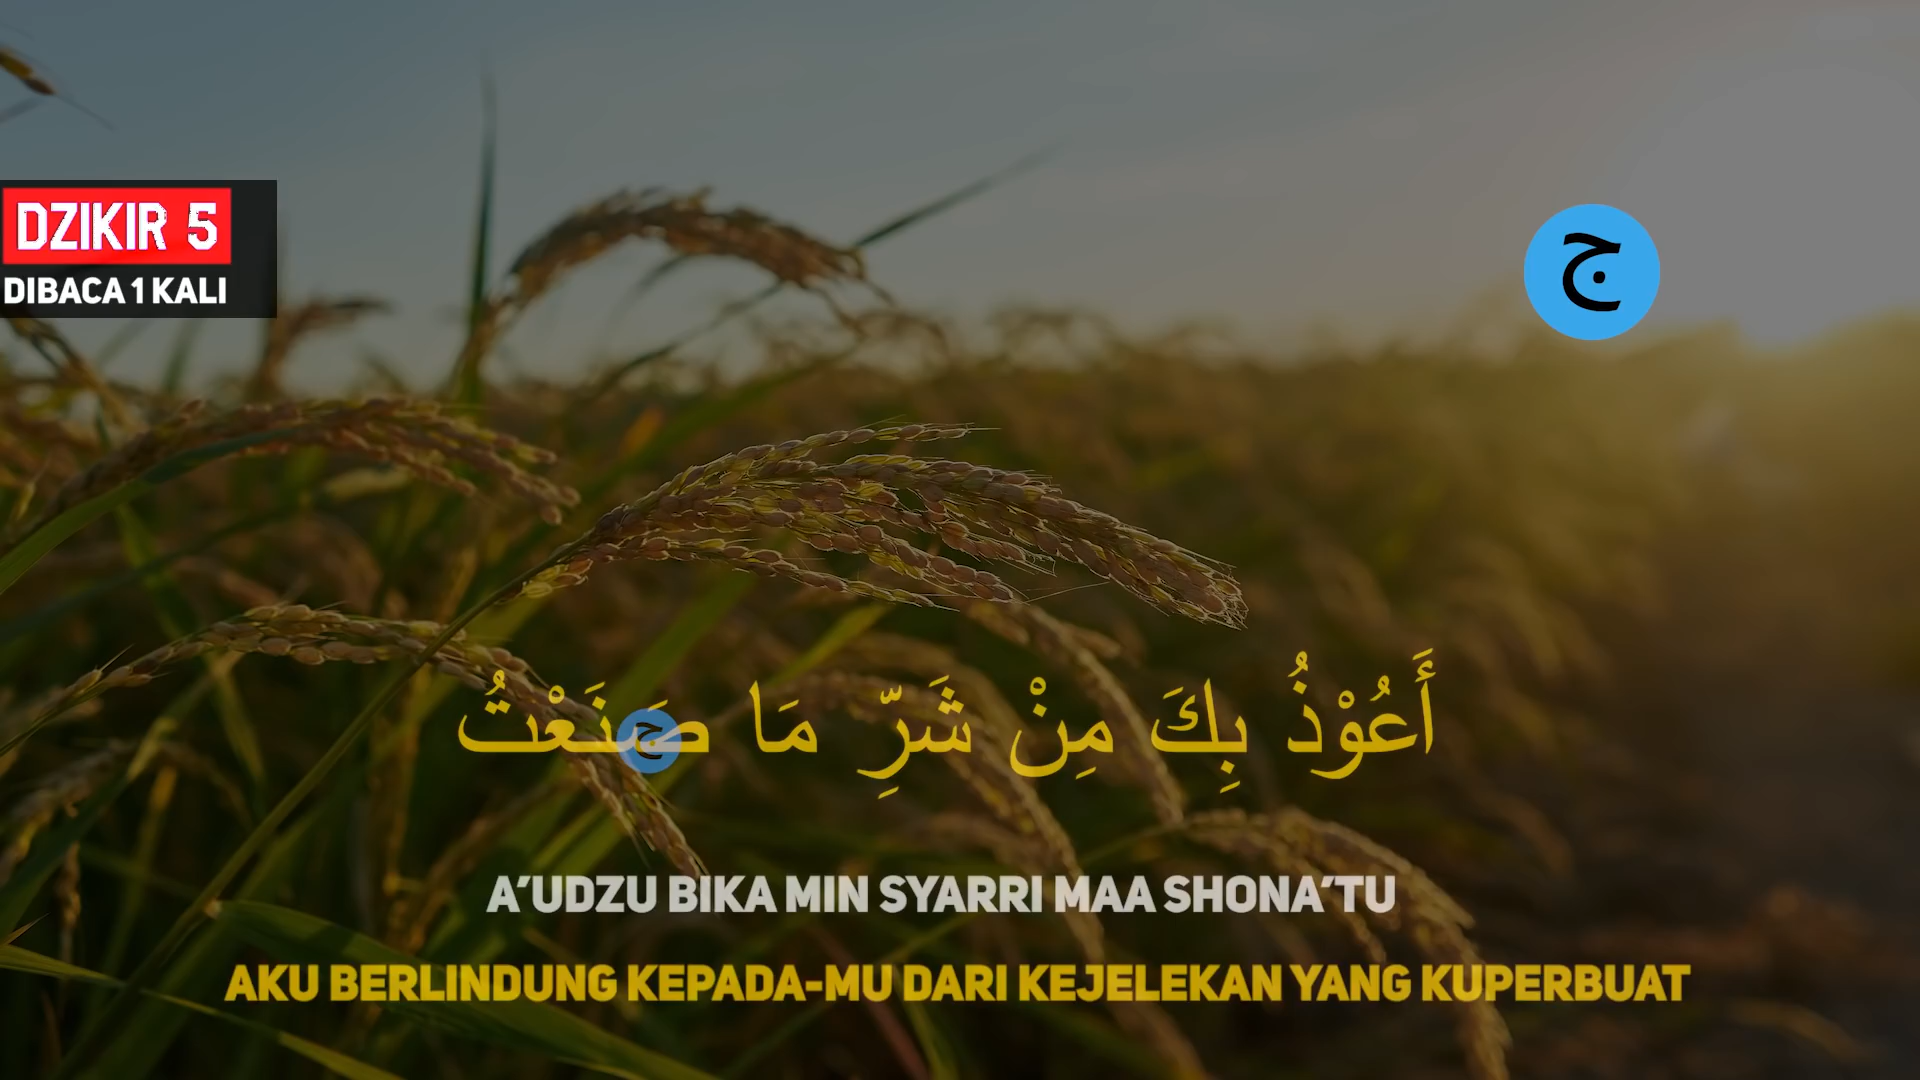 DZIKIR 5
DIBACA 1 KALI
ج
أَعُوْذُ بِكَ مِنْ شَرِّ مَا صَنَعْتُ
ج
A'UDZU BIKA MIN SYARRI MAA SHONA'TU
AKU BERLINDUNG KEPADA-MU DARI KEJELEKAN YANG KUPERBUAT